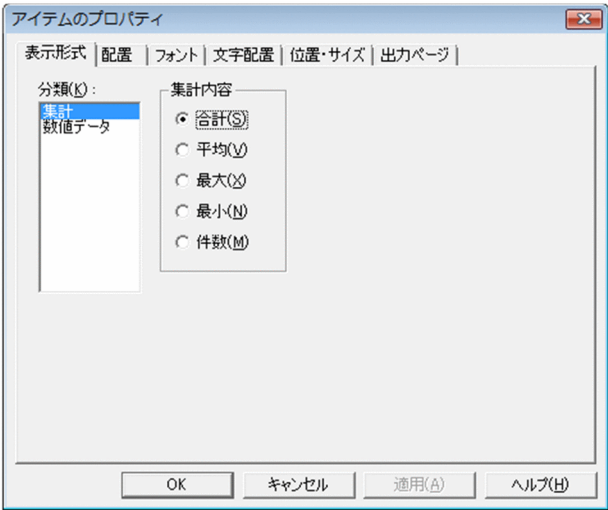 アイテムのプロパティ
表示形式 配置 フォント 文字配置 位置・サイズ 出力ページ
分類(K)：
集計
数値データ
集計内容
合計(S)
平均(V)
最大(X)
最小(N)
件数(M)
OK キャンセル 適用(A) ヘルプ(H)